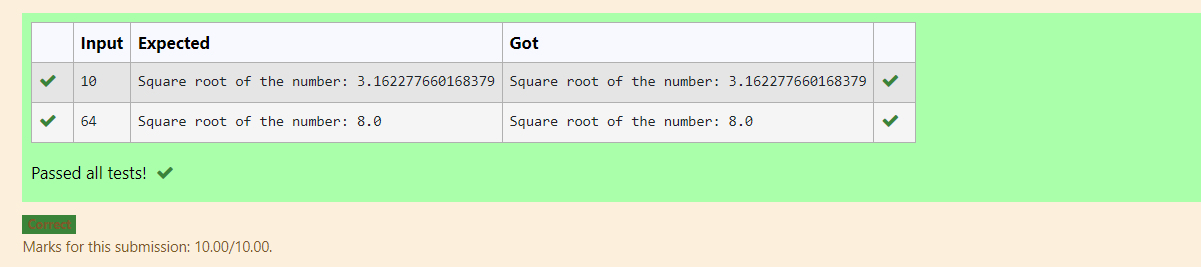 Input Expected Got
10 Square root of the number: 3.162277660168379 Square root of the number: 3.162277660168379
64 Square root of the number: 8.0 Square root of the number: 8.0
Passed all tests!
Correct
Marks for this submission: 10.00/10.00.